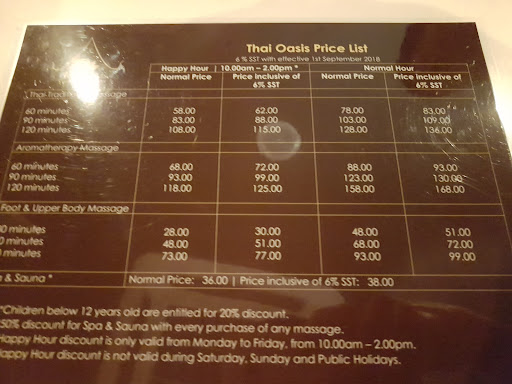 Thai Oasis Price List
6 % SST with effective 1st September 2018
Happy Hour | 10.00am – 2.00pm * Normal Hour
Normal Price Price inclusive of 6% SST Normal Price Price inclusive of 6% SST
60 minutes 58.00 62.00 78.00 83.00
90 minutes 83.00 88.00 103.00 109.00
120 minutes 108.00 115.00 128.00 136.00
Aromatherapy Massage
60 minutes 68.00 72.00 88.00 93.00
90 minutes 93.00 99.00 123.00 130.00
120 minutes 118.00 125.00 158.00 168.00
Foot & Upper Body Massage
0 minutes 28.00 30.00 48.00 51.00
0 minutes 48.00 51.00 68.00 72.00
minutes 73.00 77.00 93.00 99.00
& Sauna * Normal Price: 36.00 | Price inclusive of 6% SST: 38.00
*Children below 12 years old are entitled for 20% discount.
50% discount for Spa & Sauna with every purchase of any massage.
Happy Hour discount is only valid from Monday to Friday, from 10.00am – 2.00pm.
Happy Hour discount is not valid during Saturday, Sunday and Public Holidays.